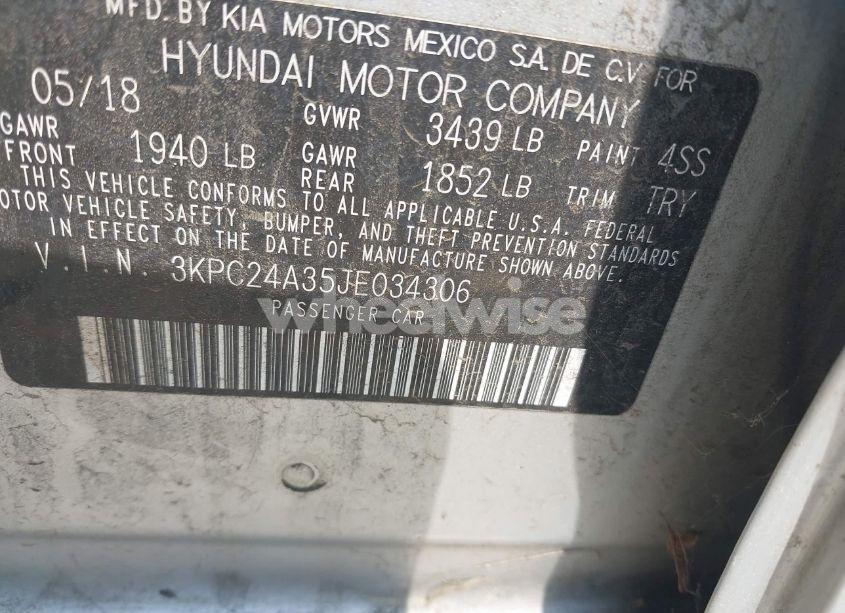 MFD. BY KIA MOTORS MEXICO S.A. DE C.V FOR
HYUNDAI MOTOR COMPANY
05/18 GVWR 3439 LB PAINT 4SS
GAWR FRONT 1940 LB GAWR REAR 1852 LB TRIM TRY
THIS VEHICLE CONFORMS TO ALL APPLICABLE U.S.A. FEDERAL
MOTOR VEHICLE SAFETY, BUMPER, AND THEFT PREVENTION STANDARDS
IN EFFECT ON THE DATE OF MANUFACTURE SHOWN ABOVE.
V.I.N. 3KPC24A35JE034306
PASSENGER CAR
wheelwise